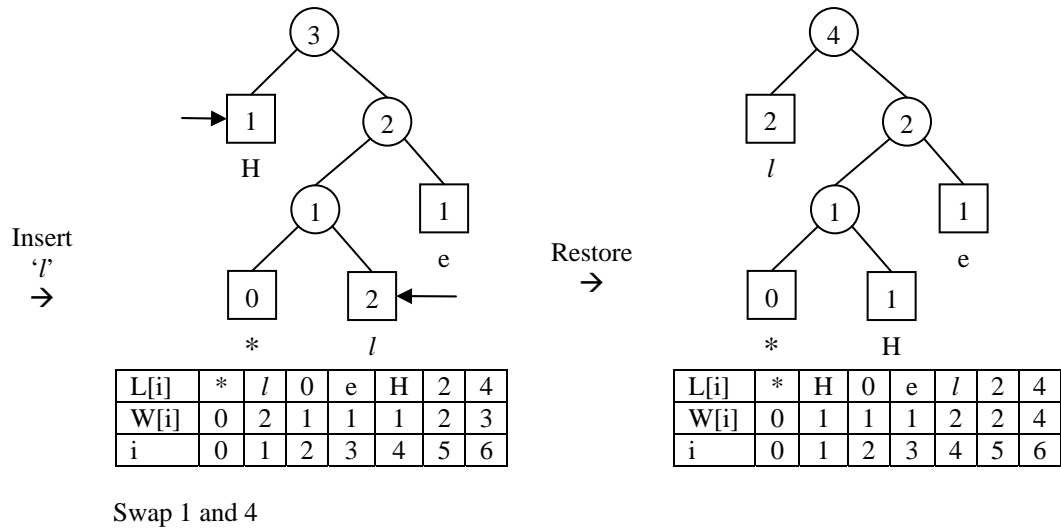 3 4
1 2 2 2
H l
1 1 1 1
Insert
‘l’
→
e Restore
→
e
0 2 0 1
* l * H
L[i] * l 0 e H 2 4
W[i] 0 2 1 1 1 2 3
i 0 1 2 3 4 5 6
L[i] * H 0 e l 2 4
W[i] 0 1 1 1 2 2 4
i 0 1 2 3 4 5 6
Swap 1 and 4